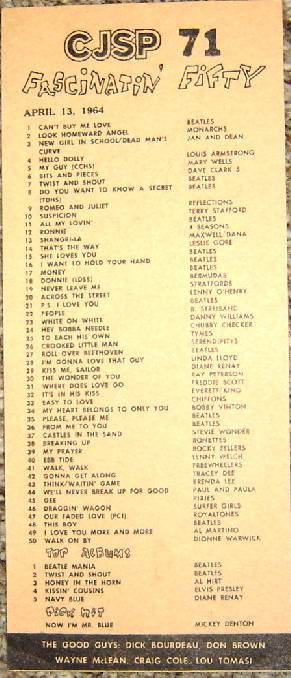 CJSP 71
FASCINATIN' FIFTY
APRIL 13, 1964
1 CAN'T BUY ME LOVE BEATLES
2 LOOK HOMEWARD ANGEL MONARCHS
3 NEW GIRL IN SCHOOL/DEAD MAN'S JAN AND DEAN
CURVE
4 HELLO DOLLY LOUIS ARMSTRONG
5 MY GUY (CCHS) MARY WELLS
6 BITS AND PIECES DAVE CLARK 5
7 TWIST AND SHOUT BEATLES
8 DO YOU WANT TO KNOW A SECRET BEATLES
(TDHS)
9 ROMEO AND JULIET REFLECTIONS
10 SUSPICION TERRY STAFFORD
11 ALL MY LOVIN' BEATLES
12 RONNIE 4 SEASONS
13 SHANGRI-LA MAXWELL/DANA
14 THAT'S THE WAY LESLIE GORE
15 SHE LOVES YOU BEATLES
16 I WANT TO HOLD YOUR HAND BEATLES
17 MONEY BEATLES
18 DONNIE (LDSS) BERMUDAS
19 NEVER LEAVE ME STRATFORDS
20 ACROSS THE STREET LENNY O'HENRY
21 P.S. I LOVE YOU BEATLES
22 PEOPLE B. STREISAND
23 WHITE ON WHITE DANNY WILLIAMS
24 HEY BOBBA NEEDLE CHUBBY CHECKER
25 TO EACH HIS OWN TYMES
26 CROOKED LITTLE MAN SERENDIPITY
27 ROLL OVER BEETHOVEN BEATLES
28 I'M GONNA LOVE THAT GUY LINDA LLOYD
29 KISS ME, SAILOR DIANE RENAY
30 THE WONDER OF YOU RAY PETERSON
31 WHERE DOES LOVE GO FREDDIE SCOTT
32 IT'S IN HIS KISS EVERETT/KING
33 EASY TO LOVE CHIFFONS
34 MY HEART BELONGS TO ONLY YOU BOBBY VINTON
35 PLEASE, PLEASE ME BEATLES
36 FROM ME TO YOU BEATLES
37 CASTLES IN THE SAND STEVIE WONDER
38 BREAKING UP RONETTES
39 MY PRAYER ROCKY FELLERS
40 EBB TIDE LENNY WELCH
41 WALK, WALK FREEWHEELERS
42 GONNA GET ALONG TRACEY DEE
43 THINK/WAITIN' GAME BRENDA LEE
44 WE'LL NEVER BREAK UP FOR GOOD PAUL AND PAULA
45 GEE PIXIES
46 DRAGGIN' WAGON SURFER GIRLS
47 OUR FADED LOVE (PCI) ROYALTONES
48 THIS BOY BEATLES
49 I LOVE YOU MORE AND MORE AL MARTINO
50 WALK ON BY DIONNE WARWICK
TOP ALBUMS
1 BEATLE MANIA BEATLES
2 TWIST AND SHOUT BEATLES
3 HONEY IN THE HORN AL HIRT
4 KISSIN' COUSINS ELVIS PRESLEY
5 NAVY BLUE DIANE RENAY
PICK HIT
NOW I'M MR. BLUE MICKEY DENTON
THE GOOD GUYS: DICK BOURDEAU, DON BROWN
WAYNE McLEAN, CRAIG COLE, LOU TOMASI